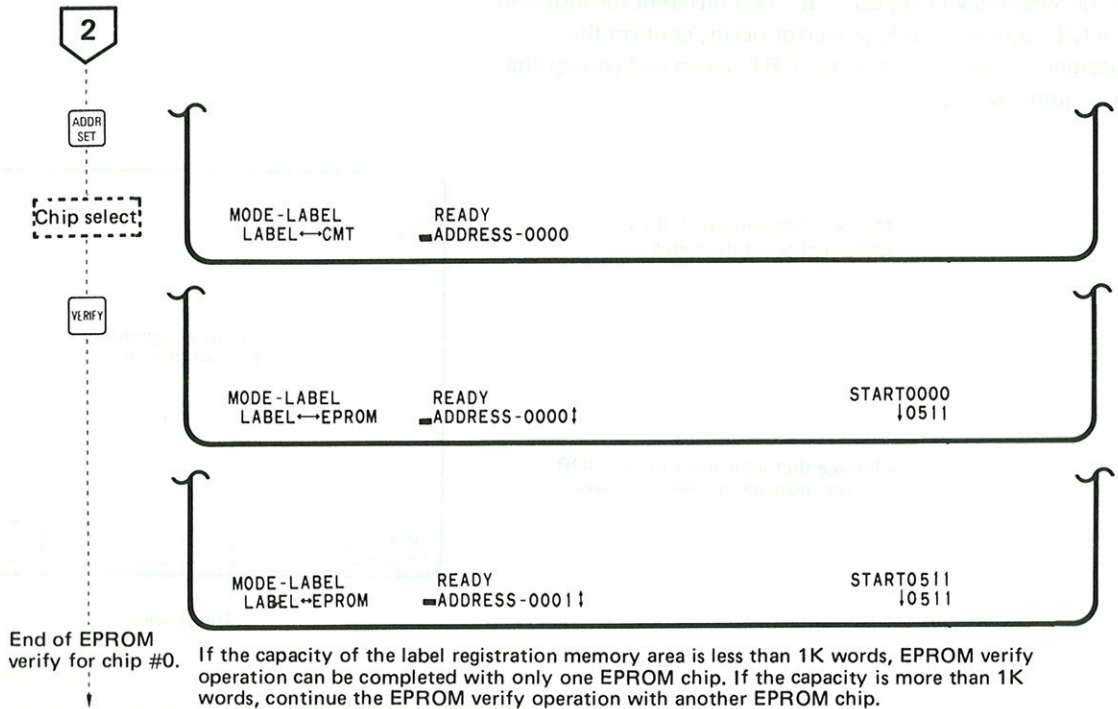 2
ADDR
SET
Chip select
MODE-LABEL READY
LABEL↔CMT ADDRESS-0000
VERIFY
MODE-LABEL READY START0000
LABEL↔EPROM ADDRESS-0000↕ ↓0511
MODE-LABEL READY START0511
LABEL↔EPROM ADDRESS-0001↕ ↓0511
End of EPROM
verify for chip #0.
If the capacity of the label registration memory area is less than 1K words, EPROM verify
operation can be completed with only one EPROM chip. If the capacity is more than 1K
words, continue the EPROM verify operation with another EPROM chip.